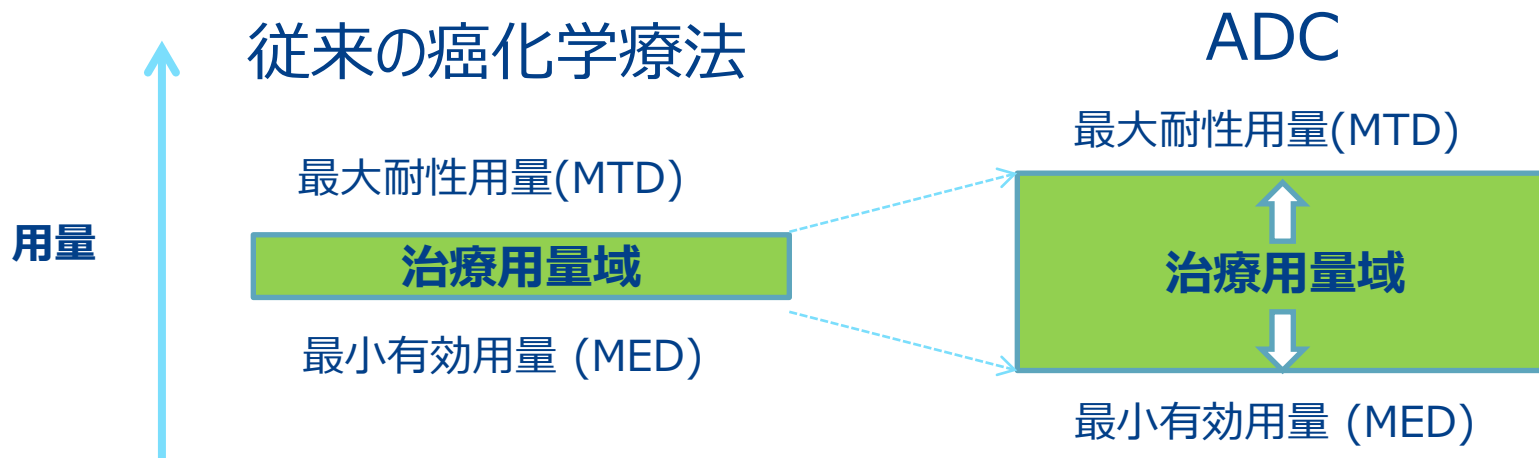 従来の癌化学療法
ADC
最大耐性用量(MTD)
最大耐性用量(MTD)
用量
治療用量域
治療用量域
最小有効用量 (MED)
最小有効用量 (MED)